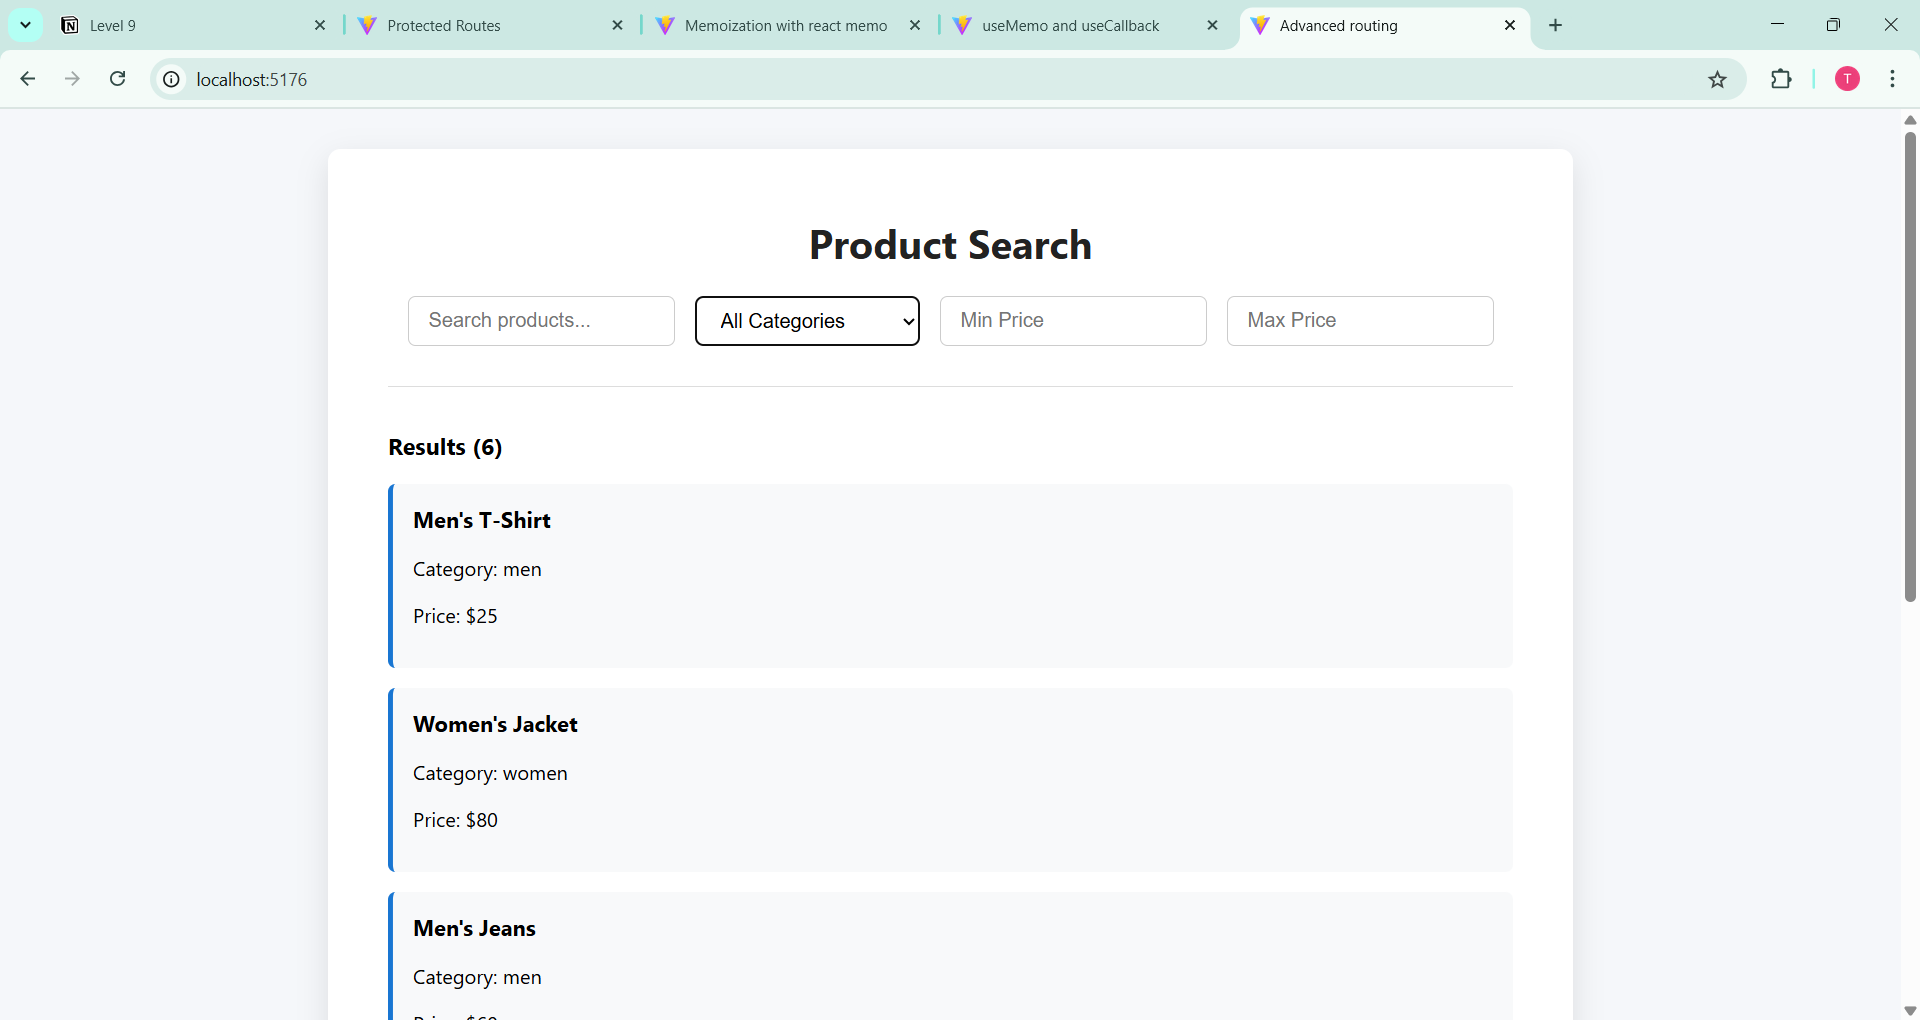 Level 9
Protected Routes
Memoization with react memo
useMemo and useCallback
Advanced routing
localhost:5176
T
Product Search
Search products...
All Categories
Min Price
Max Price
Results (6)
Men's T-Shirt
Category: men
Price: $25
Women's Jacket
Category: women
Price: $80
Men's Jeans
Category: men